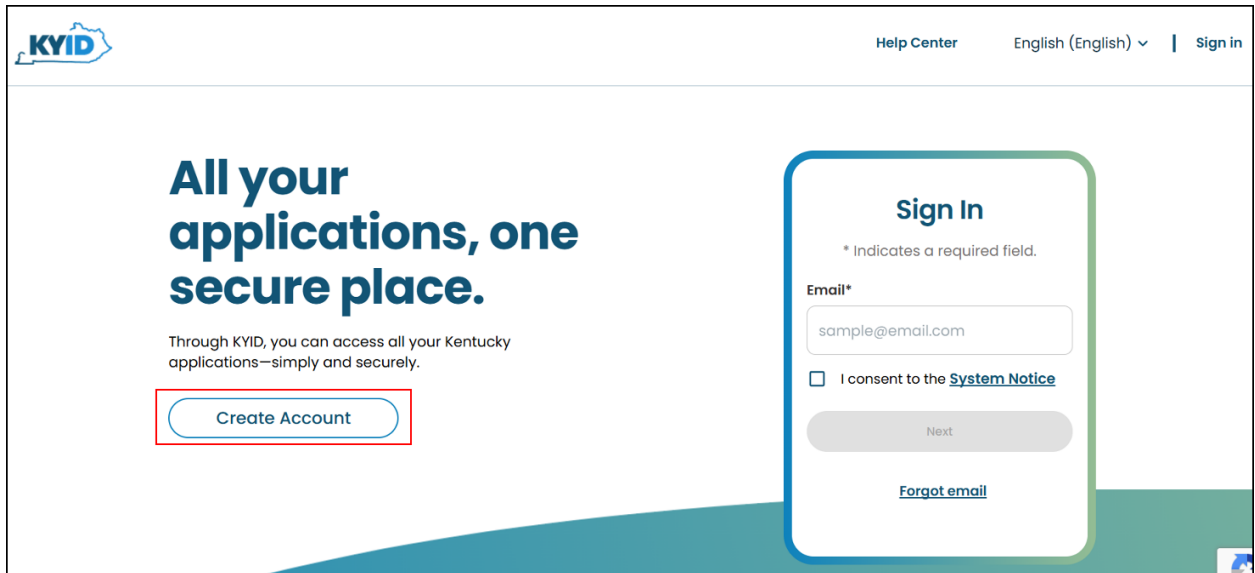 KYID
Help Center
English (English)
Sign in
All your
applications, one
secure place.
Through KYID, you can access all your Kentucky
applications—simply and securely.
Create Account
Sign In
* Indicates a required field.
Email*
sample@email.com
I consent to the System Notice
Next
Forgot email